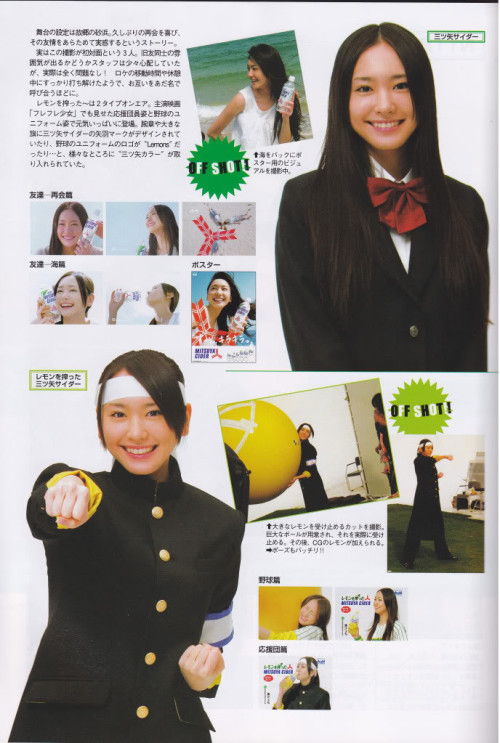 舞台の設定は故郷の砂浜。久しぶりの再会を喜び、
その友情をあらためて実感するというストーリー。
実はこの撮影が初対面という３人。旧友同士の雰
囲気が出るかどうかスタッフは少々心配していた
が、実際は全く問題なし！　ロケの移動時間や休憩
中にすっかり打ち解けたようで、お互いをあだ名で
呼び合うほどに。
レモンを搾った〜は２タイプオンエア。主演映画
『フレフレ少女』でも見せた応援団員姿と野球のユ
ニフォーム姿で元気いっぱいに登場。腕章や大きな
旗に三ツ矢サイダーの矢羽マークがデザインされて
いたり、野球のユニフォームのロゴが“Lemons”だ
ったり…と、様々なところに“三ツ矢カラー”が取
り入れられていた。
三ツ矢サイダー
OFF SHOT!
⬆海をバックにポ
スター用のビジュ
アルを撮影中。
友達―再会篇
友達―海篇
ポスター
MITSUYA
CIDER
レモンを搾った
三ツ矢サイダー
OFF SHOT!
⬆大きなレモンを受け止めるカットを撮影。
巨大なボールが用意され、それを実際に受け
止める。その後、CGのレモンが加えられる。
➡ポーズもバッチリ!!
野球篇
レモンを搾った
MITSUYA CIDER
応援団篇
レモンを搾った
MITSUYA CIDER